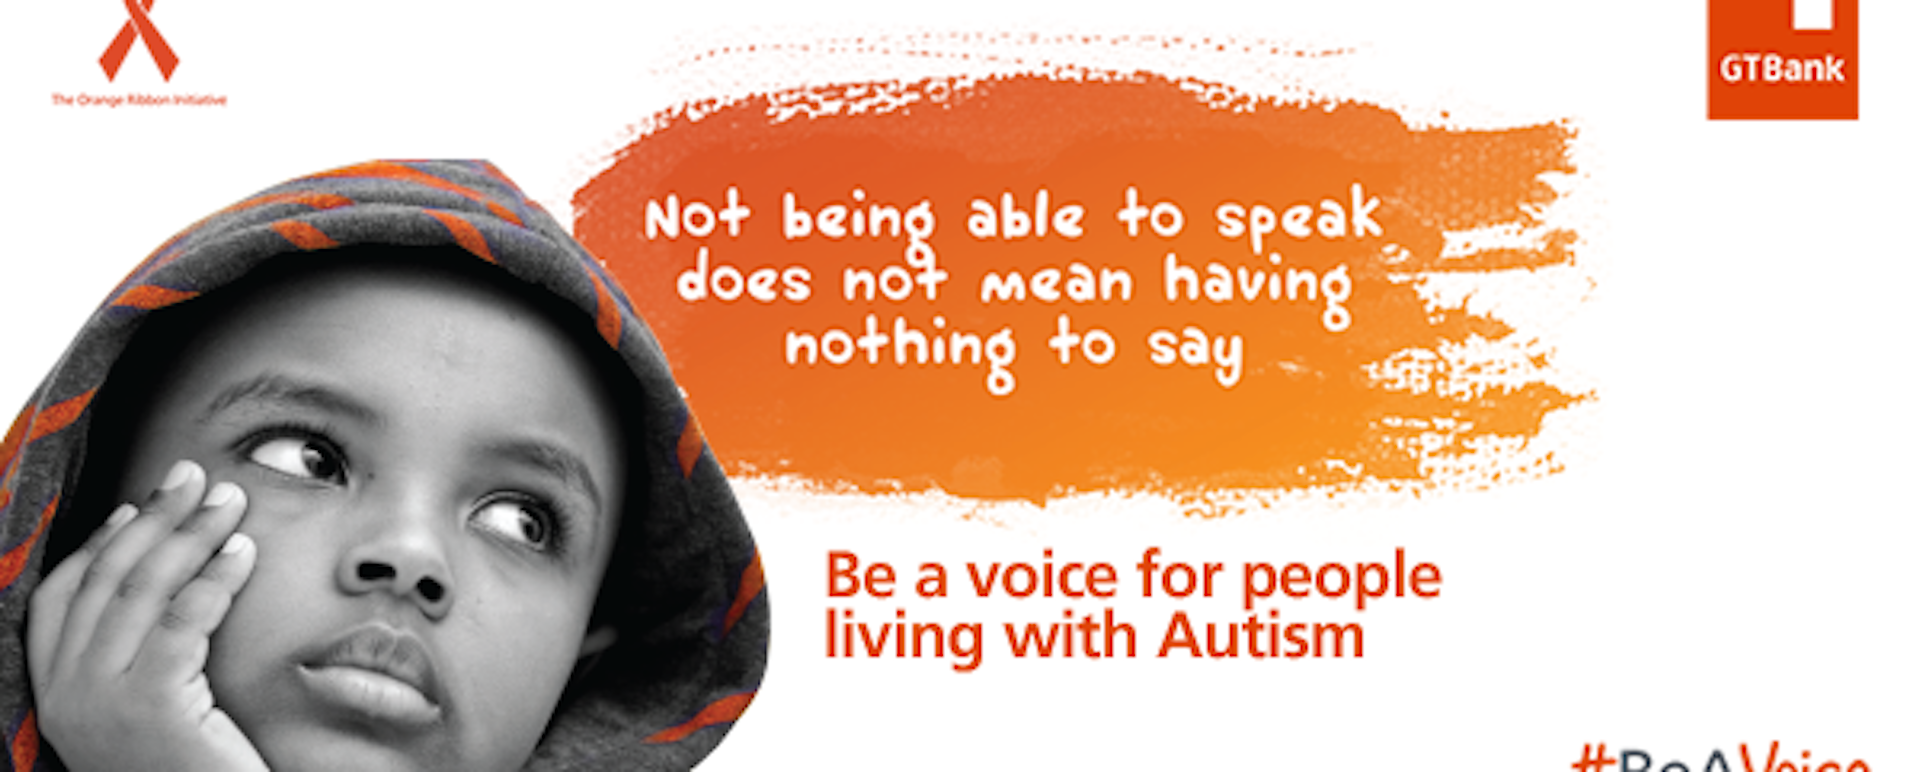 The Orange Ribbon Initiative
GTBank
Not being able to speak
does not mean having
nothing to say
Be a voice for people
living with Autism
#BeAVoice